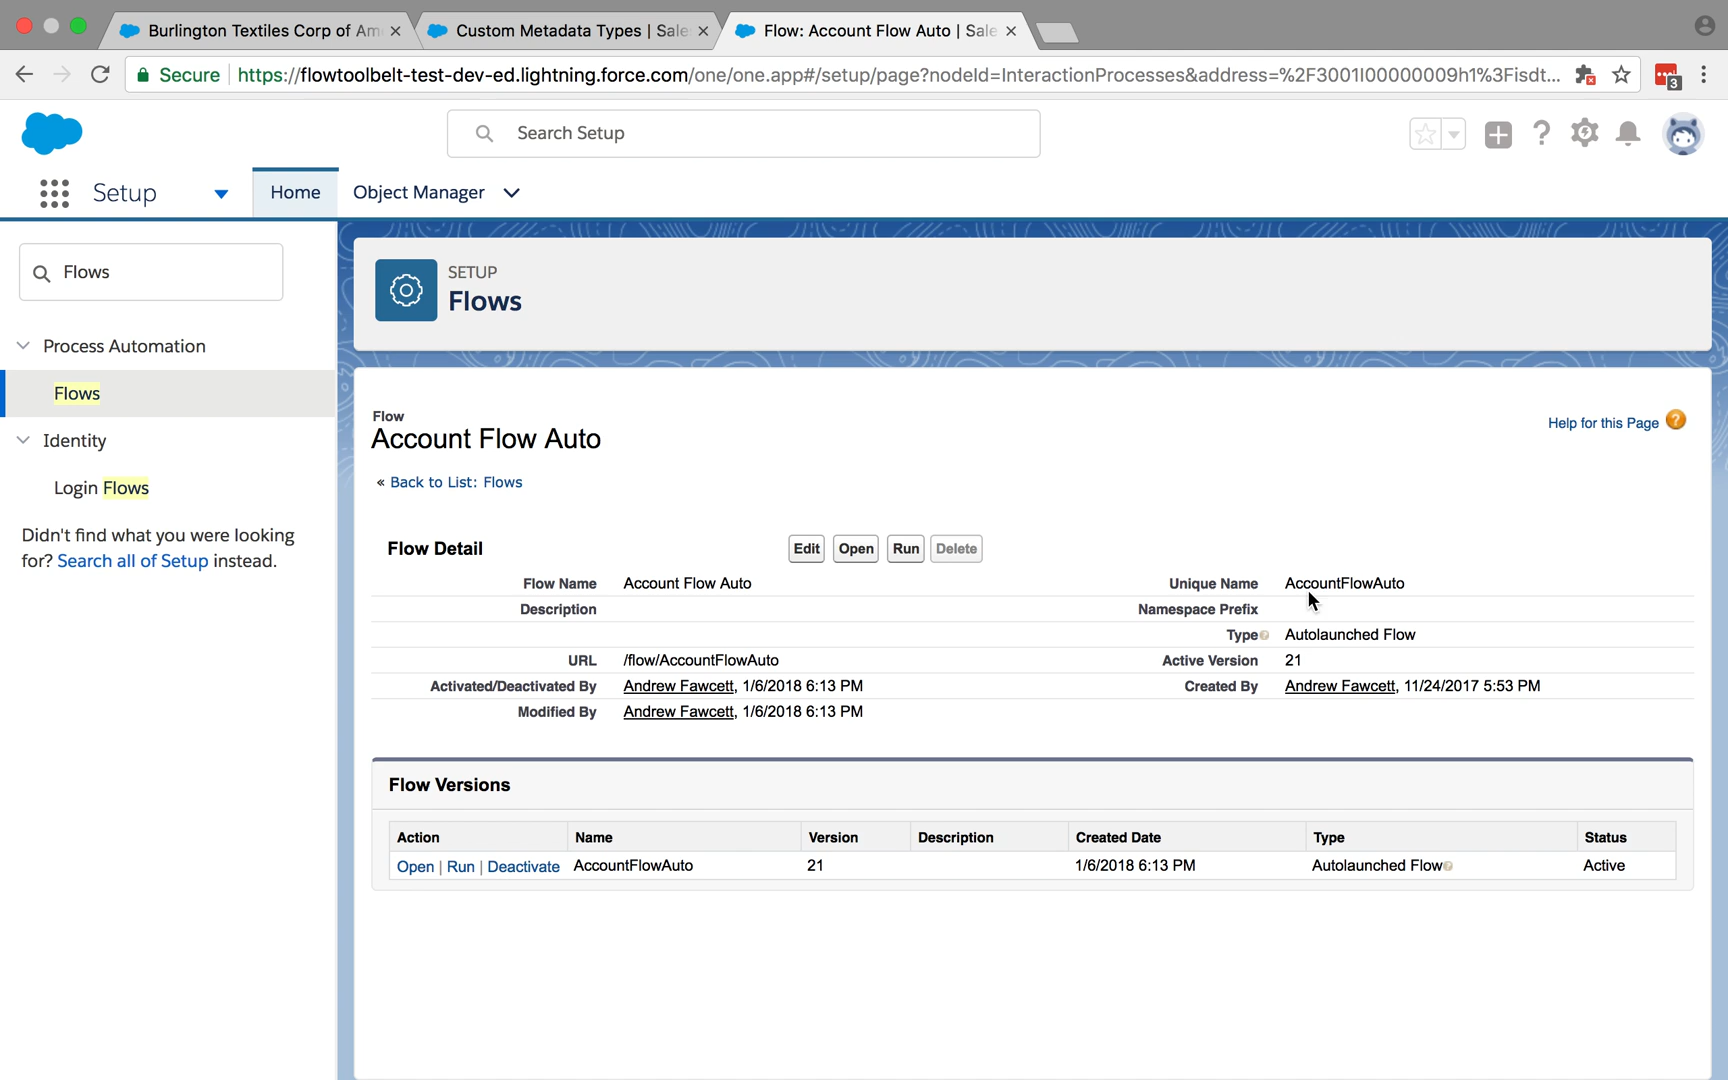 Burlington Textiles Corp of Am
Custom Metadata Types | Sale
Flow: Account Flow Auto | Sale
Secure
https://flowtoolbelt-test-dev-ed.lightning.force.com/one/one.app#/setup/page?nodeId=InteractionProcesses&address=%2F3001I00000009h1%3Fisdt...
3
Search Setup
Setup
Home
Object Manager
Flows
SETUP
Flows
Process Automation
Flows
Identity
Login Flows
Didn't find what you were looking
for? Search all of Setup instead.
Flow
Account Flow Auto
Help for this Page ?
« Back to List: Flows
Flow Detail
Edit Open Run Delete
Flow Name Account Flow Auto Unique Name AccountFlowAuto
Description Namespace Prefix
Type Autolaunched Flow
URL /flow/AccountFlowAuto Active Version 21
Activated/Deactivated By Andrew Fawcett, 1/6/2018 6:13 PM Created By Andrew Fawcett, 11/24/2017 5:53 PM
Modified By Andrew Fawcett, 1/6/2018 6:13 PM
Flow Versions
Action Name Version Description Created Date Type Status
Open | Run | Deactivate AccountFlowAuto 21 1/6/2018 6:13 PM Autolaunched Flow Active